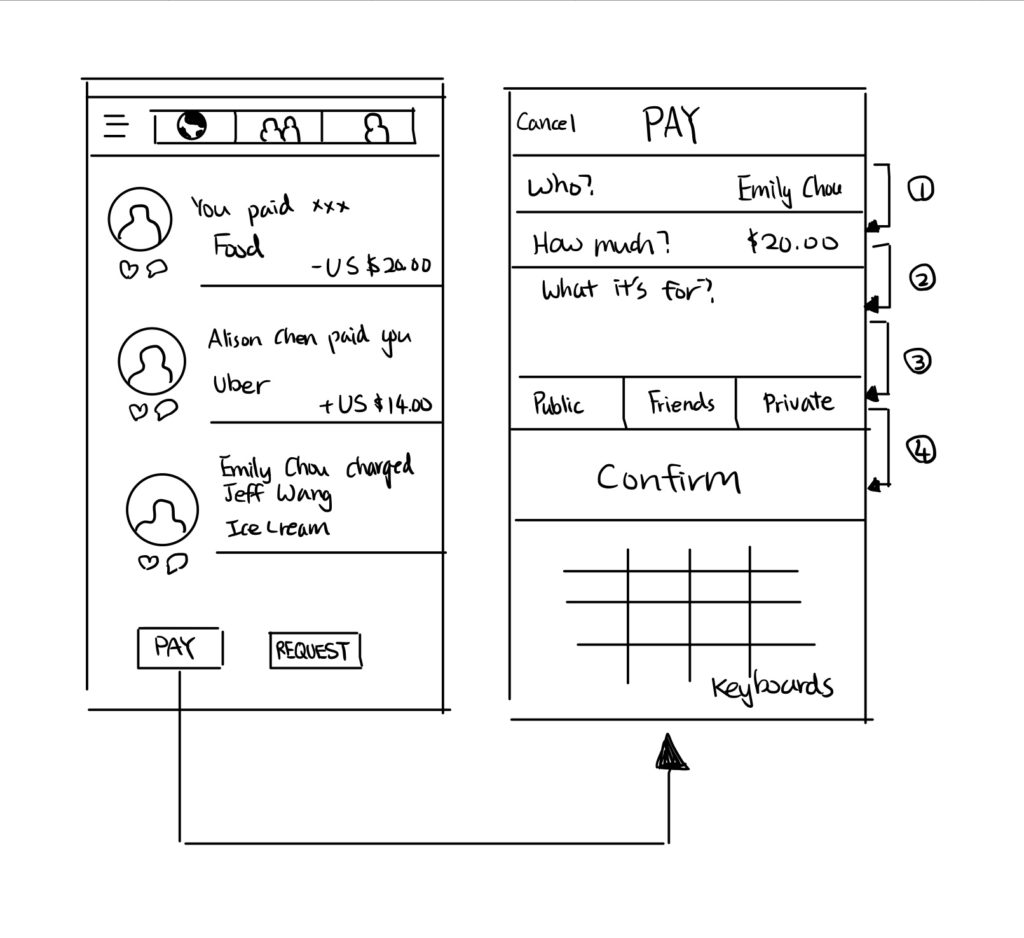 You paid xxx
Food
-US $20.00
Alison Chen paid you
Uber
+US $14.00
Emily Chou charged
Jeff Wang
Ice cream
PAY
REQUEST
Cancel
PAY
Who?
Emily Chou
How much?
$20.00
What it's for?
Public
Friends
Private
Confirm
Keyboards
①
②
③
④